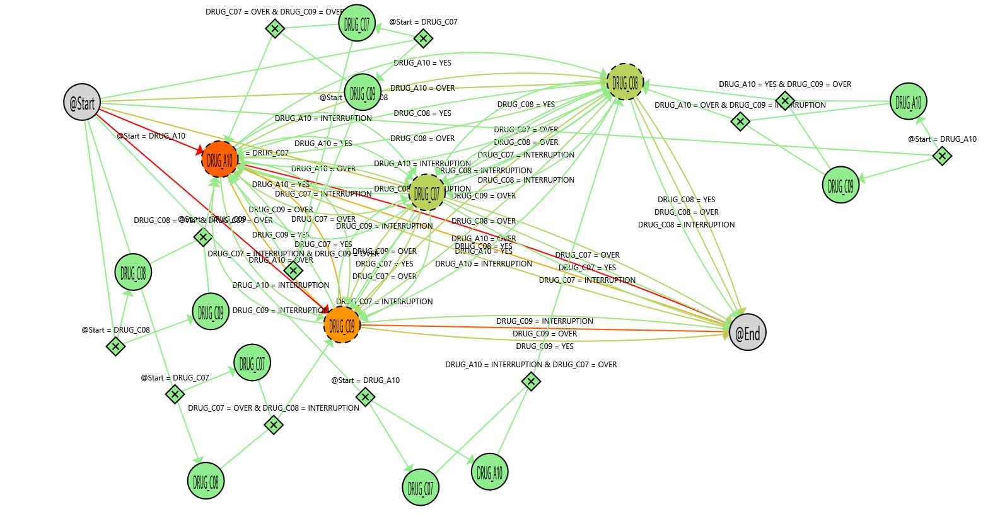 DRUG_C07 = OVER & DRUG_C09 = OVER
DRUG_C07
@Start = DRUG_C07
DRUG_A10 = YES
DRUG_C08
DRUG_A10 = YES & DRUG_C09 = OVER
DRUG_A10 = OVER
DRUG_C09
@Start
DRUG_A10
DRUG_C08 = YES
DRUG_A10 = OVER & DRUG_C09 = INTERRUPTION
DRUG_C08 = YES
DRUG_A10 = INTERRUPTION
DRUG_C07 = OVER
@Start = DRUG_A10
DRUG_C08 = OVER
@Start = DRUG_A10
DRUG_A10 = YES
DRUG_C08 = OVER
= DRUG_C07
DRUG_C07 = INTERRUPTION
DRUG_A10
DRUG_A10 = INTERRUPTION
DRUG_A10 = OVER
DRUG_C08 = INTERRUPTION
DRUG_C08 = INTERRUPTION
DRUG_A10 = YES
DRUG_C09
DRUG_C07
DRUG_C07 = INTERRUPTION
DRUG_C09 = OVER
DRUG_C08 = YES
DRUG_C09 = OVER
DRUG_C08 = OVER
DRUG_C08 = OVER & DRUG_C09 = OVER
@Start = DRUG_C09
DRUG_C07 = OVER
DRUG_C08 = OVER
DRUG_C09 = INTERRUPTION
DRUG_C08 = INTERRUPTION
DRUG_C09 = YES
DRUG_A10 = OVER
DRUG_C07 = YES
DRUG_C08 = YES
DRUG_C09 = OVER
DRUG_A10 = YES
DRUG_C07 = INTERRUPTION & DRUG_C09 = OVER
DRUG_C07 = OVER
DRUG_A10 = OVER
DRUG_C07 = YES
DRUG_A10 = INTERRUPTION
DRUG_C07 = YES
DRUG_C08
DRUG_C07 = OVER
DRUG_C07 = INTERRUPTION
DRUG_A10 = INTERRUPTION
DRUG_C07 = INTERRUPTION
DRUG_C09
DRUG_C09 = INTERRUPTION
DRUG_C09
DRUG_C09 = INTERRUPTION
@Start = DRUG_C08
DRUG_C09 = OVER
@End
DRUG_C09 = YES
DRUG_C07
DRUG_A10 = INTERRUPTION & DRUG_C07 = OVER
@Start = DRUG_C07
@Start = DRUG_A10
DRUG_C07 = OVER & DRUG_C08 = INTERRUPTION
DRUG_A10
DRUG_C08
DRUG_C07